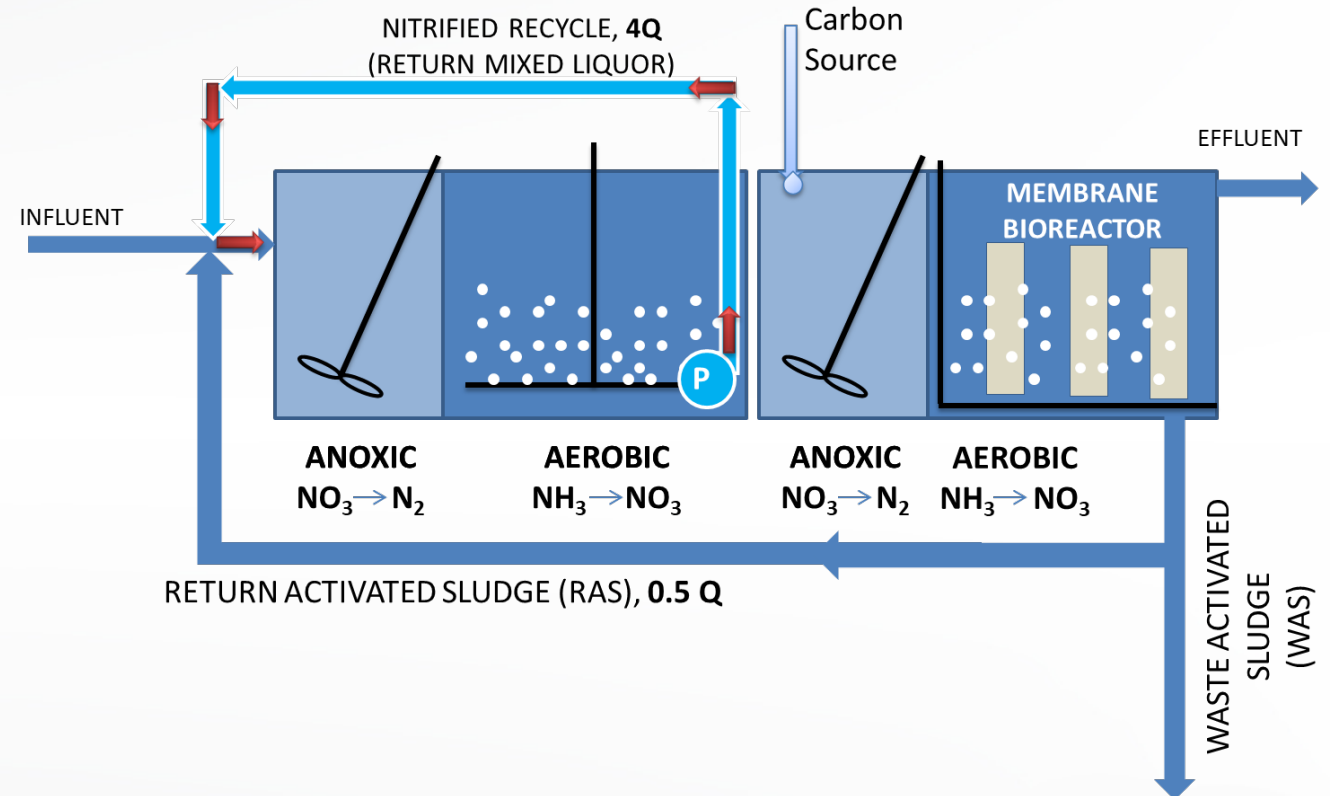 NITRIFIED RECYCLE, 4Q
(RETURN MIXED LIQUOR)
Carbon
Source
EFFLUENT
INFLUENT
MEMBRANE
BIOREACTOR
P
ANOXIC
NO₃→N₂
AEROBIC
NH₃→NO₃
ANOXIC
NO₃→N₂
AEROBIC
NH₃→NO₃
RETURN ACTIVATED SLUDGE (RAS), 0.5 Q
WASTE ACTIVATED
SLUDGE
(WAS)